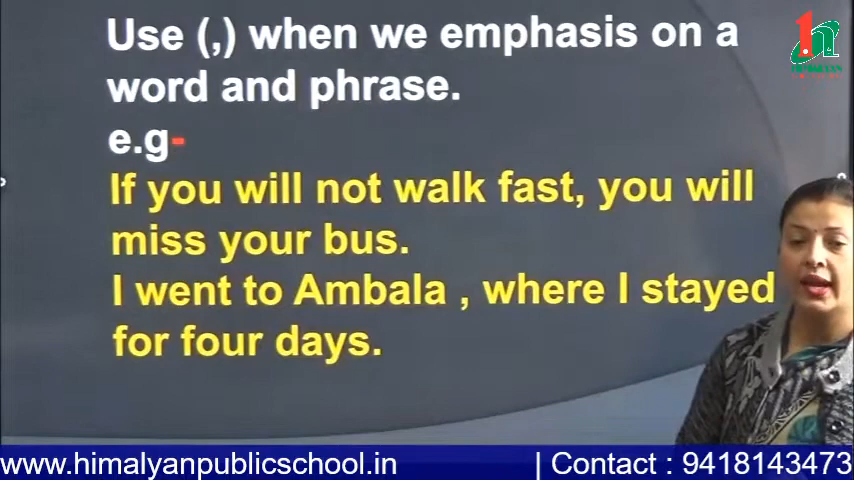 Use (,) when we emphasis on a
word and phrase.
e.g-
If you will not walk fast, you will
miss your bus.
I went to Ambala , where I stayed
for four days.
www.himalyanpublicschool.in | Contact : 9418143473